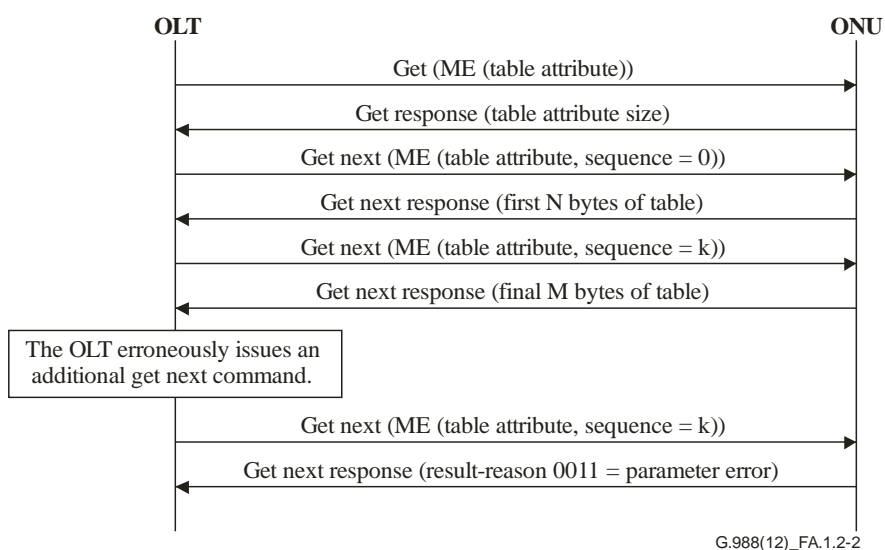 OLT
ONU
Get (ME (table attribute))
Get response (table attribute size)
Get next (ME (table attribute, sequence = 0))
Get next response (first N bytes of table)
Get next (ME (table attribute, sequence = k))
Get next response (final M bytes of table)
The OLT erroneously issues an
additional get next command.
Get next (ME (table attribute, sequence = k))
Get next response (result-reason 0011 = parameter error)
G.988(12)_FA.1.2-2